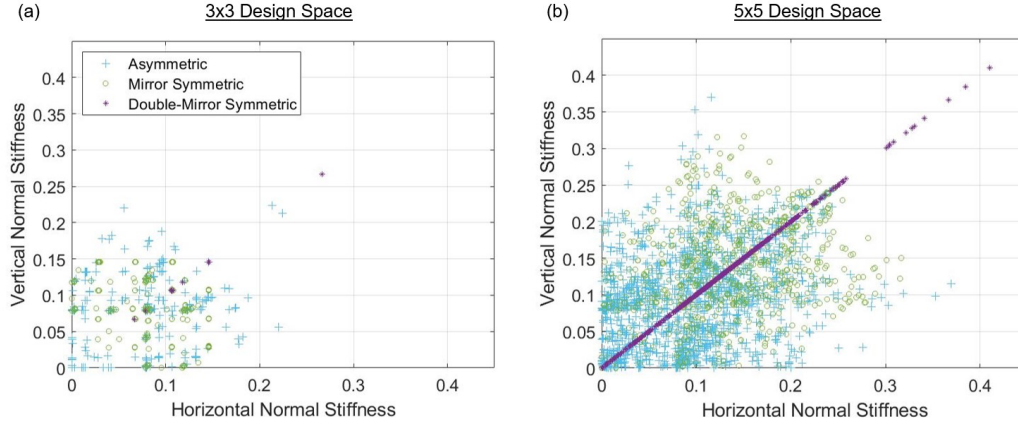 (a) 3x3 Design Space
Vertical Normal Stiffness
0.4
0.35
0.3
0.25
0.2
0.15
0.1
0.05
0
Asymmetric
Mirror Symmetric
Double-Mirror Symmetric
0 0.1 0.2 0.3 0.4
Horizontal Normal Stiffness
(b) 5x5 Design Space
Vertical Normal Stiffness
0.4
0.35
0.3
0.25
0.2
0.15
0.1
0.05
0
0 0.1 0.2 0.3 0.4
Horizontal Normal Stiffness